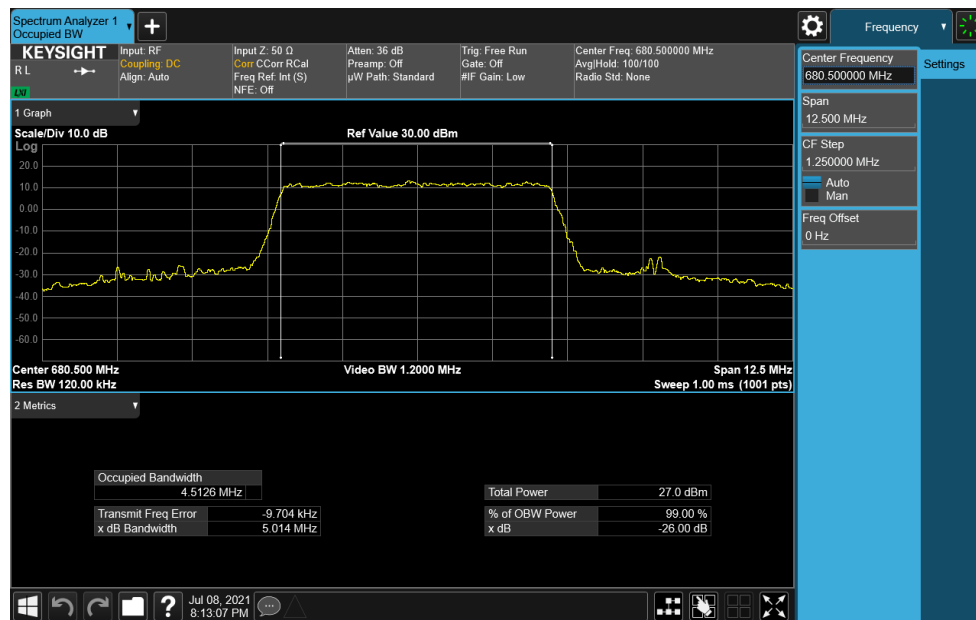 Spectrum Analyzer 1
Occupied BW
Frequency
KEYSIGHT
R L
LXI
Input: RF
Coupling: DC
Align: Auto
Input Z: 50 Ω
Corr CCorr RCal
Freq Ref: Int (S)
NFE: Off
Atten: 36 dB
Preamp: Off
µW Path: Standard
Trig: Free Run
Gate: Off
#IF Gain: Low
Center Freq: 680.500000 MHz
Avg|Hold: 100/100
Radio Std: None
Center Frequency
680.500000 MHz
Settings
Span
12.500 MHz
CF Step
1.250000 MHz
Auto
Man
Freq Offset
0 Hz
1 Graph
Scale/Div 10.0 dB
Ref Value 30.00 dBm
Log
20.0
10.0
0.00
-10.0
-20.0
-30.0
-40.0
-50.0
-60.0
Center 680.500 MHz
Video BW 1.2000 MHz
Span 12.5 MHz
Res BW 120.00 kHz
Sweep 1.00 ms (1001 pts)
2 Metrics
Occupied Bandwidth
4.5126 MHz
Total Power 27.0 dBm
Transmit Freq Error -9.704 kHz
% of OBW Power 99.00 %
x dB Bandwidth 5.014 MHz
x dB -26.00 dB
?
Jul 08, 2021
8:13:07 PM